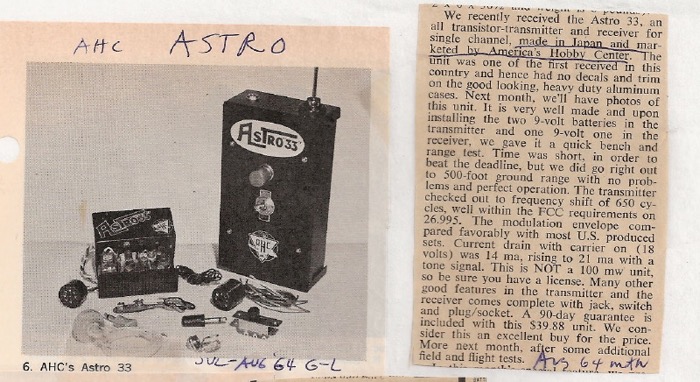 AHC ASTRO
ASTRO 33
ASTRO 33
AHC
6. AHC's Astro 33
JUL-AUG '64 G-L
We recently received the Astro 33, an
all transistor-transmitter and receiver for
single channel, made in Japan and mar-
keted by America's Hobby Center. The
unit was one of the first received in this
country and hence had no decals and trim
on the good looking, heavy duty aluminum
cases. Next month, we'll have photos of
this unit. It is very well made and upon
installing the two 9-volt batteries in the
transmitter and one 9-volt one in the
receiver, we gave it a quick bench and
range test. Time was short, in order to
beat the deadline, but we did go right out
to 500-foot ground range with no prob-
lems and perfect operation. The transmitter
checked out to frequency shift of 650 cy-
cles, well within the FCC requirements on
26.995. The modulation envelope com-
pared favorably with most U.S. produced
sets. Current drain with carrier on (18
volts) was 14 ma, rising to 21 ma with a
tone signal. This is NOT a 100 mw unit,
so be sure you have a license. Many other
good features in the transmitter and the
receiver comes complete with jack, switch
and plug/socket. A 90-day guarantee is
included with this $39.88 unit. We con-
sider this an excellent buy for the price.
More next month, after some additional
field and flight tests. AUG 64 MAN